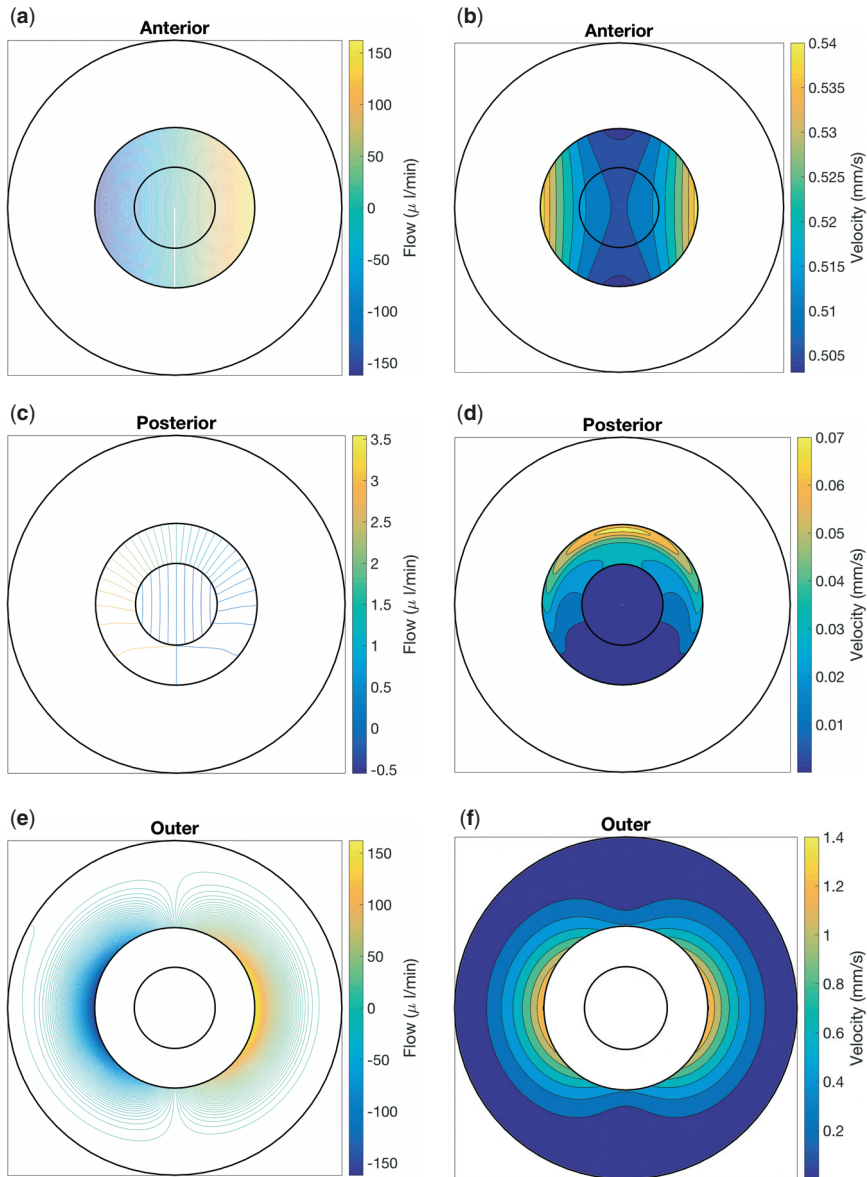 (a)
Anterior
150
100
50
0
-50
-100
-150
Flow (μ l/min)
(b)
Anterior
0.54
0.535
0.53
0.525
0.52
0.515
0.51
0.505
Velocity (mm/s)
(c)
Posterior
3.5
3
2.5
2
1.5
1
0.5
0
-0.5
Flow (μ l/min)
(d)
Posterior
0.07
0.06
0.05
0.04
0.03
0.02
0.01
Velocity (mm/s)
(e)
Outer
150
100
50
0
-50
-100
-150
Flow (μ l/min)
(f)
Outer
1.4
1.2
1
0.8
0.6
0.4
0.2
Velocity (mm/s)